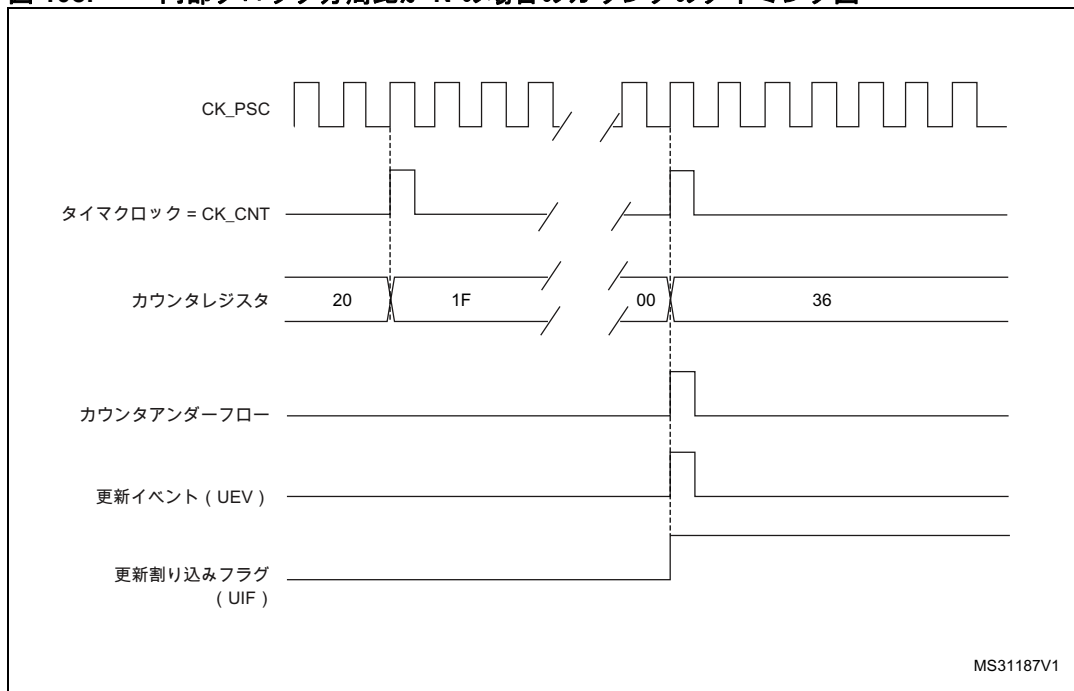 CK_PSC
タイマクロック = CK_CNT
カウンタレジスタ 20 1F 00 36
カウンタアンダーフロー
更新イベント ( UEV )
更新割り込みフラグ
( UIF )
MS31187V1